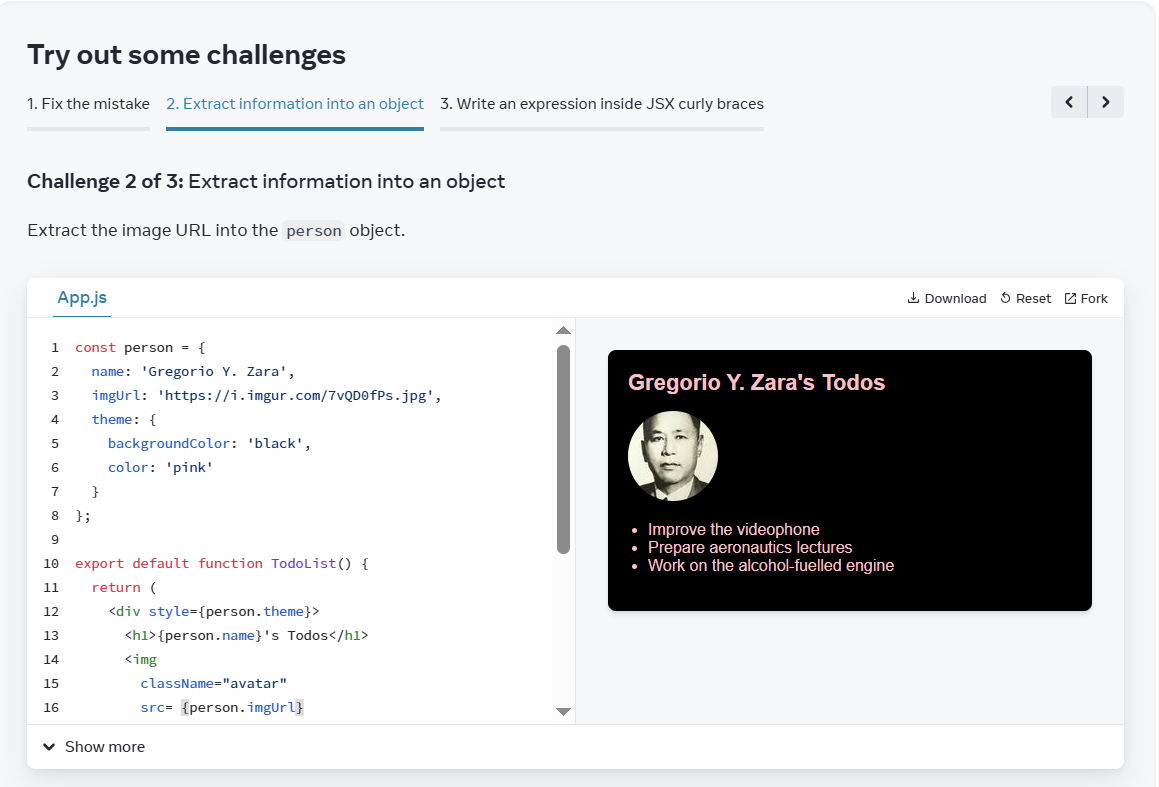 Try out some challenges
1. Fix the mistake 2. Extract information into an object 3. Write an expression inside JSX curly braces
Challenge 2 of 3: Extract information into an object
Extract the image URL into the person object.
App.js
Download Reset Fork
1 const person = {
2   name: 'Gregorio Y. Zara',
3   imgUrl: 'https://i.imgur.com/7vQD0fPs.jpg',
4   theme: {
5     backgroundColor: 'black',
6     color: 'pink'
7   }
8 };
9
10 export default function TodoList() {
11   return (
12     <div style={person.theme}>
13       <h1>{person.name}'s Todos</h1>
14       <img
15         className="avatar"
16         src= {person.imgUrl}
Gregorio Y. Zara's Todos
• Improve the videophone
• Prepare aeronautics lectures
• Work on the alcohol-fuelled engine
Show more